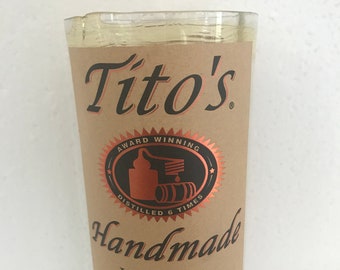 Tito's®
AWARD WINNING
DISTILLED 6 TIMES
Handmade